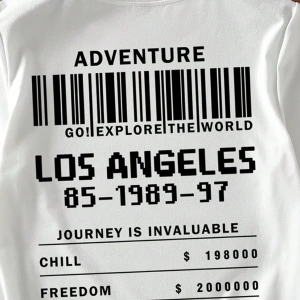 ADVENTURE
GO! EXPLORE THE WORLD
LOS ANGELES
85-1989-97
JOURNEY IS INVALUABLE
CHILL $ 198000
FREEDOM $ 2000000